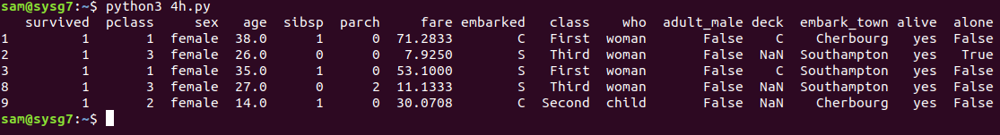 sam@sysg7:~$ python3 4h.py
survived pclass sex age sibsp parch fare embarked class who adult_male deck embark_town alive alone
1 1 1 female 38.0 1 0 71.2833 C First woman False C Cherbourg yes False
2 1 3 female 26.0 0 0 7.9250 S Third woman False NaN Southampton yes True
3 1 1 female 35.0 1 0 53.1000 S First woman False C Southampton yes False
8 1 3 female 27.0 0 2 11.1333 S Third woman False NaN Southampton yes False
9 1 2 female 14.0 1 0 30.0708 C Second child False NaN Cherbourg yes False
sam@sysg7:~$